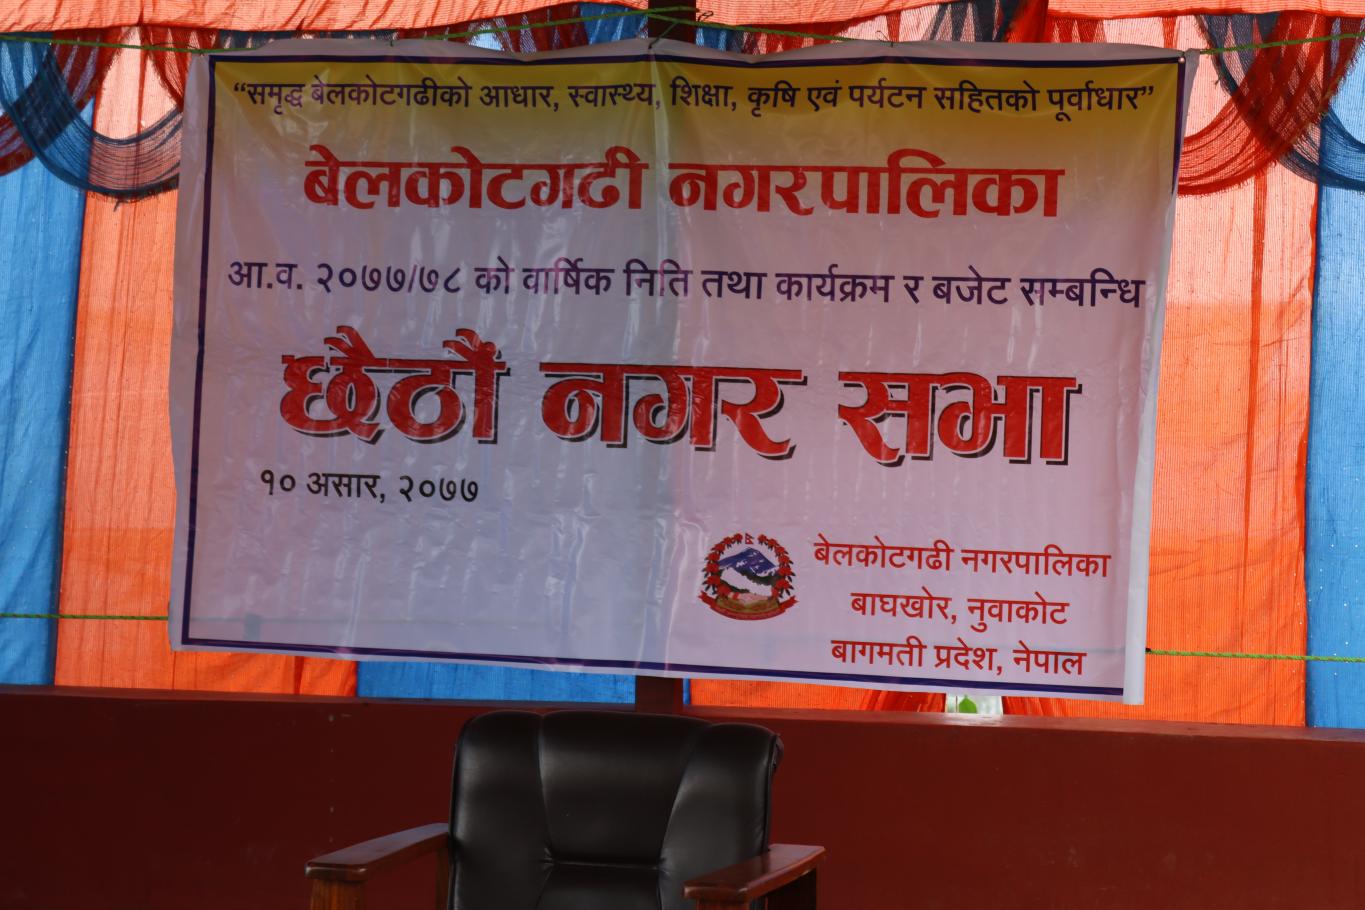 “समृद्ध बेलकोटगढीको आधार, स्वास्थ्य, शिक्षा, कृषि एवं पर्यटन सहितको पूर्वाधार”
बेलकोटगढी नगरपालिका
आ.व. २०७७/७८ को वार्षिक निति तथा कार्यक्रम र बजेट सम्बन्धि
छैठौं नगर सभा
१० असार, २०७७
बेलकोटगढी नगरपालिका
बाघखोर, नुवाकोट
बागमती प्रदेश, नेपाल